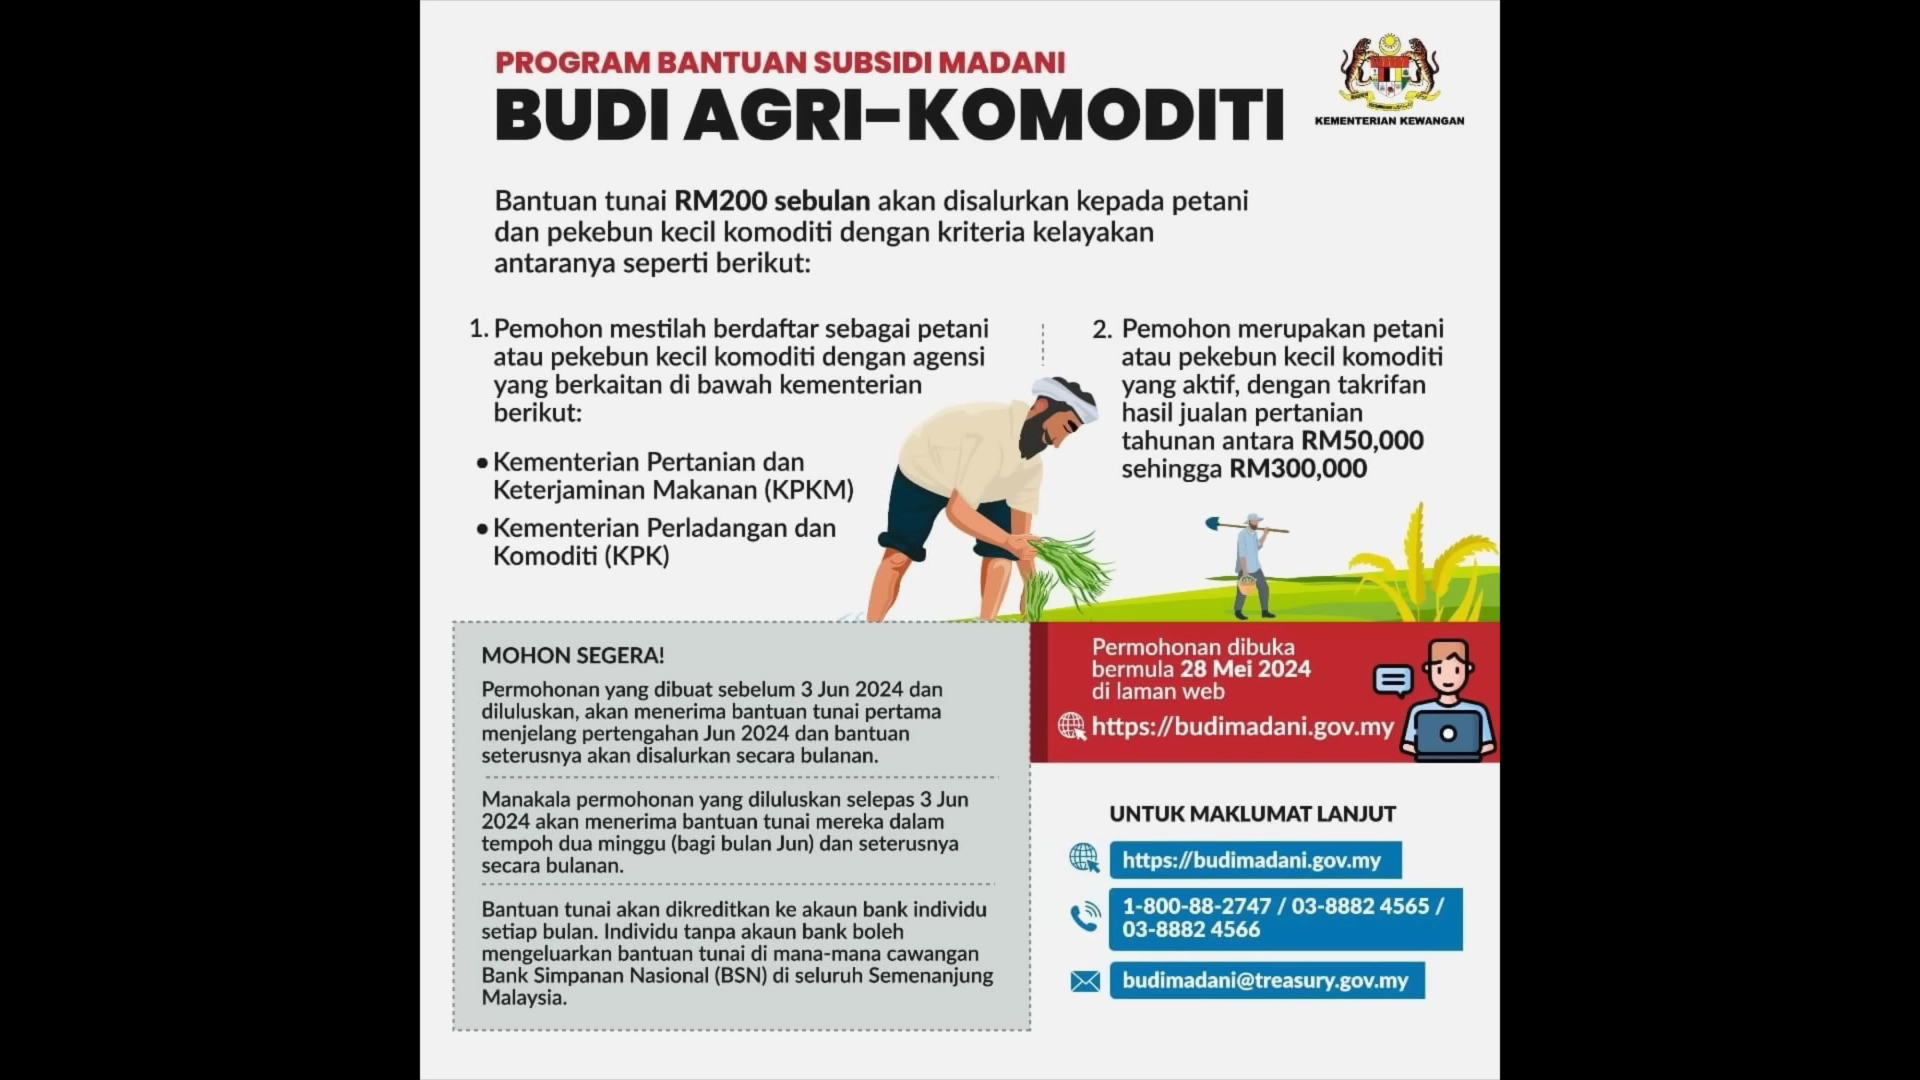 PROGRAM BANTUAN SUBSIDI MADANI
BUDI AGRI-KOMODITI
KEMENTERIAN KEWANGAN
Bantuan tunai RM200 sebulan akan disalurkan kepada petani
dan pekebun kecil komoditi dengan kriteria kelayakan
antaranya seperti berikut:
1. Pemohon mestilah berdaftar sebagai petani
atau pekebun kecil komoditi dengan agensi
yang berkaitan di bawah kementerian
berikut:
• Kementerian Pertanian dan
Keterjaminan Makanan (KPKM)
• Kementerian Perladangan dan
Komoditi (KPK)
2. Pemohon merupakan petani
atau pekebun kecil komoditi
yang aktif, dengan takrifan
hasil jualan pertanian
tahunan antara RM50,000
sehingga RM300,000
MOHON SEGERA!
Permohonan yang dibuat sebelum 3 Jun 2024 dan
diluluskan, akan menerima bantuan tunai pertama
menjelang pertengahan Jun 2024 dan bantuan
seterusnya akan disalurkan secara bulanan.
Manakala permohonan yang diluluskan selepas 3 Jun
2024 akan menerima bantuan tunai mereka dalam
tempoh dua minggu (bagi bulan Jun) dan seterusnya
secara bulanan.
Bantuan tunai akan dikreditkan ke akaun bank individu
setiap bulan. Individu tanpa akaun bank boleh
mengeluarkan bantuan tunai di mana-mana cawangan
Bank Simpanan Nasional (BSN) di seluruh Semenanjung
Malaysia.
Permohonan dibuka
bermula 28 Mei 2024
di laman web
https://budimadani.gov.my
UNTUK MAKLUMAT LANJUT
https://budimadani.gov.my
1-800-88-2747 / 03-8882 4565 /
03-8882 4566
budimadani@treasury.gov.my